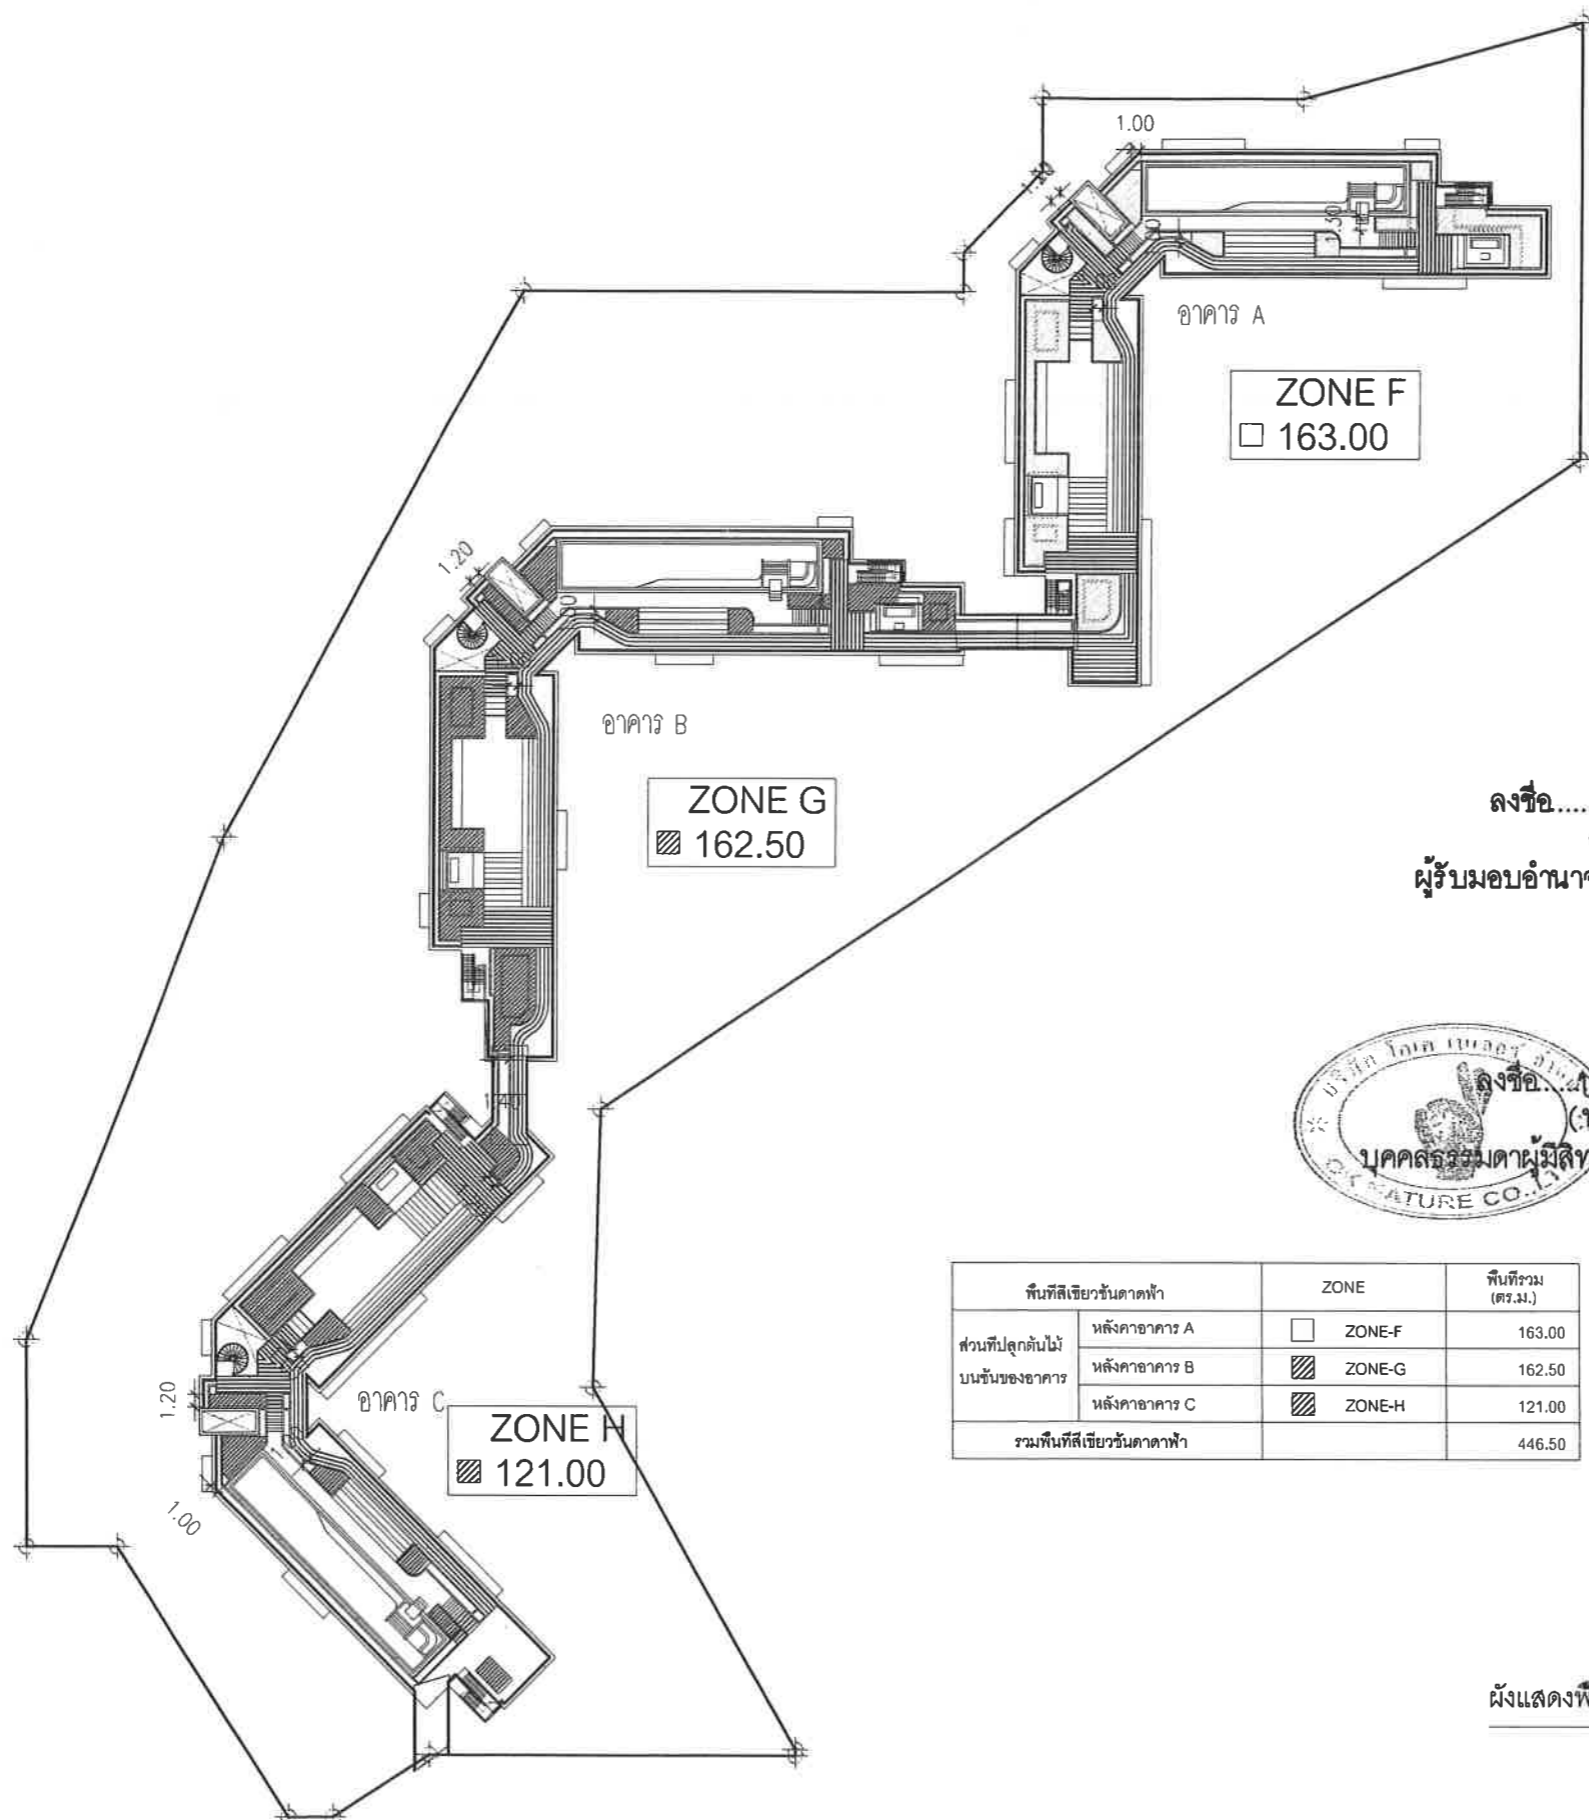 1.00
1.20
1.30
อาคาร A
ZONE F
163.00
1.20
อาคาร B
ZONE G
162.50
ลงชื่อ.....
ผู้รับมอบอำนาจ
ลงชื่อ.....
บุคคลธรรมดาผู้มีสิท
NATURE CO.,
พื้นที่สีเขียวชั้นดาดฟ้า ZONE พื้นที่รวม
(ตร.ม.)
ส่วนที่ปลูกต้นไม้
บนชั้นของอาคาร
หลังคาอาคาร A ZONE-F 163.00
หลังคาอาคาร B ZONE-G 162.50
หลังคาอาคาร C ZONE-H 121.00
รวมพื้นที่สีเขียวชั้นดาดฟ้า 446.50
1.20
อาคาร C
ZONE H
121.00
1.00
ผังแสดงพื้